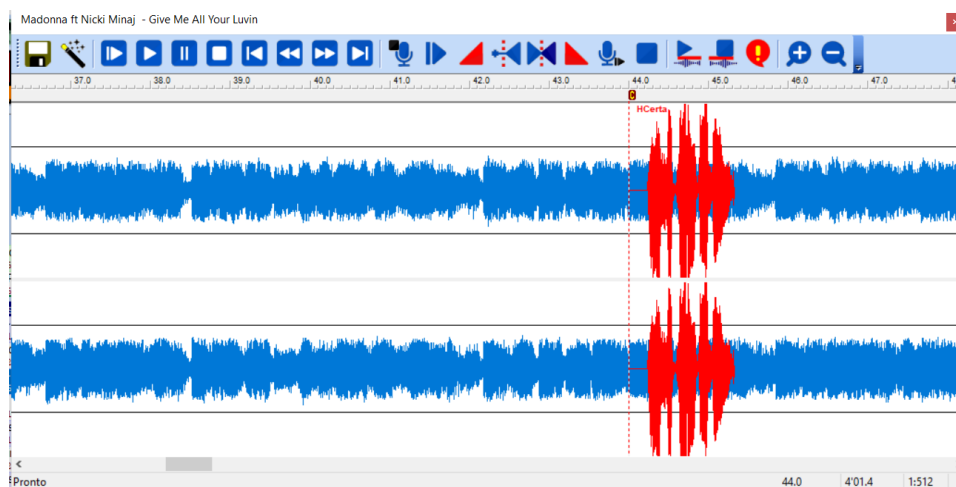 Madonna ft Nicki Minaj  - Give Me All Your Luvin
37.0 38.0 39.0 40.0 41.0 42.0 43.0 44.0 45.0 46.0 47.0
C
HCerta
Pronto 44.0 4'01.4 1:512